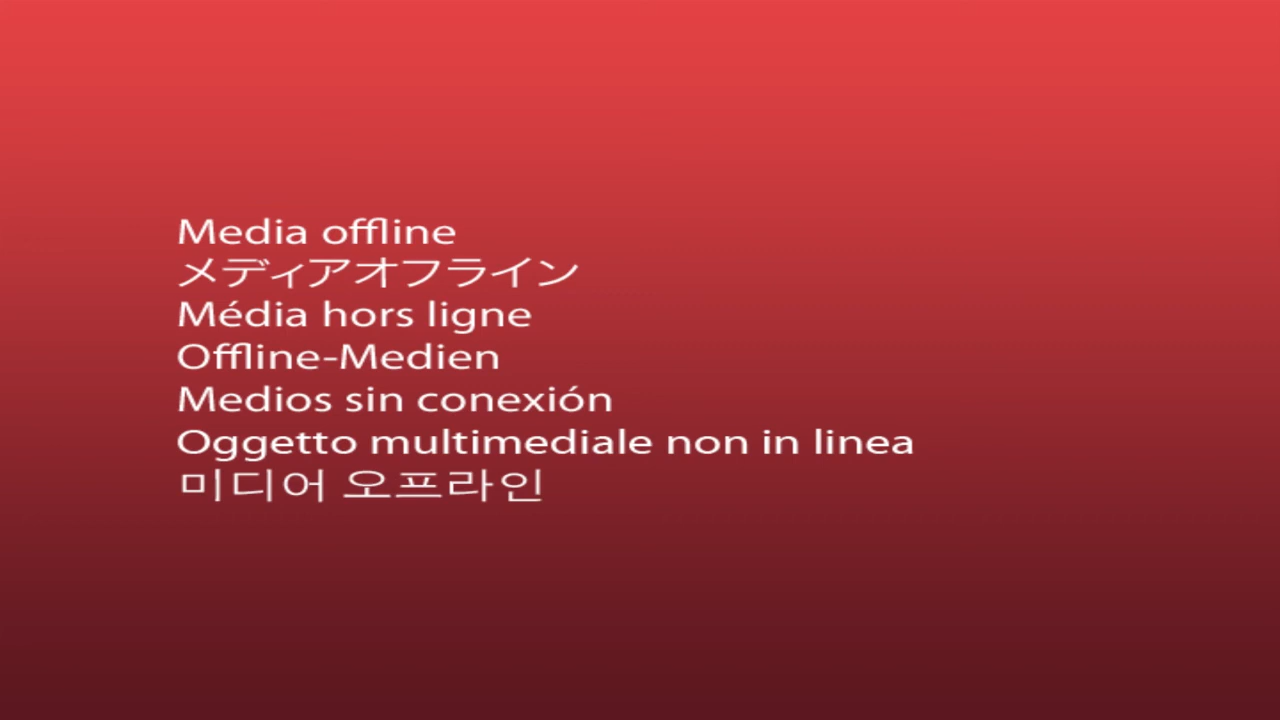 Media offline
メディアオフライン
Média hors ligne
Offline-Medien
Medios sin conexión
Oggetto multimediale non in linea
미디어 오프라인